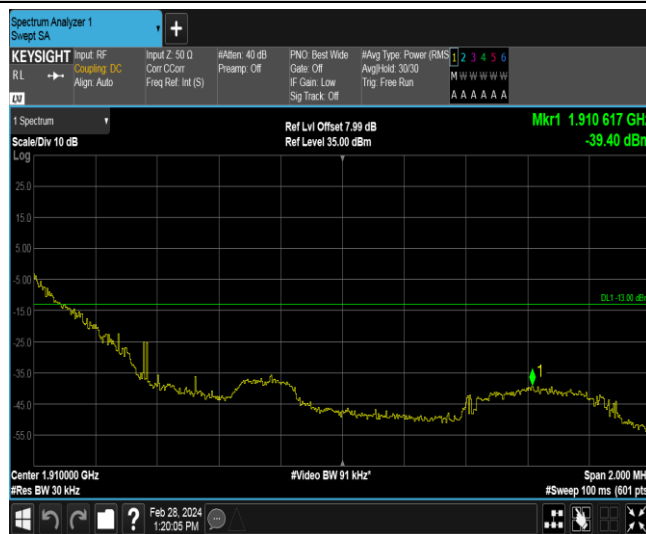 Spectrum Analyzer 1
Swept SA
+
KEYSIGHT Input: RF Input Z: 50 Ω #Atten: 40 dB PNO: Best Wide #Avg Type: Power (RMS 1 2 3 4 5 6
RL Coupling: DC Corr CCorr Preamp: Off Gate: Off Avg|Hold: 30/30 M W W W W W
Align: Auto Freq Ref: Int (S) IF Gain: Low Trig: Free Run
Sig Track: Off A A A A A A
LXI
1 Spectrum Ref Lvl Offset 7.99 dB Mkr1 1.910 617 GHz
Scale/Div 10 dB Ref Level 35.00 dBm -39.40 dBm
Log
25.0
15.0
5.00
-5.00
DL1 -13.00 dBm
-15.0
-25.0
-35.0
1
-45.0
-55.0
Center 1.910000 GHz #Video BW 91 kHz* Span 2.000 MH
#Res BW 30 kHz #Sweep 100 ms (601 pts
? Feb 28, 2024
1:20:05 PM